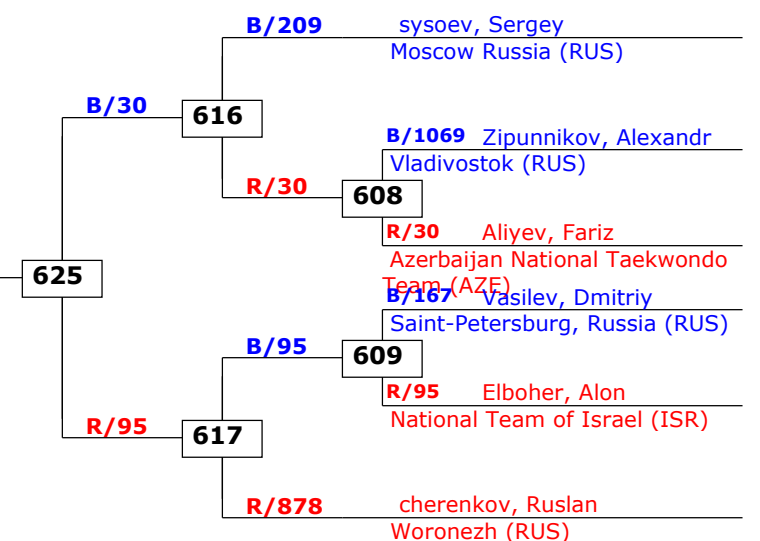 B/209 sysoev, Sergey
Moscow Russia (RUS)
B/30
616
B/1069 Zipunnikov, Alexandr
Vladivostok (RUS)
R/30
608
R/30 Aliyev, Fariz
Azerbaijan National Taekwondo
Team (AZE)
625
B/167 Vasilev, Dmitriy
Saint-Petersburg, Russia (RUS)
B/95
609
R/95 Elboher, Alon
National Team of Israel (ISR)
R/95
617
R/878 cherenkov, Ruslan
Woronezh (RUS)